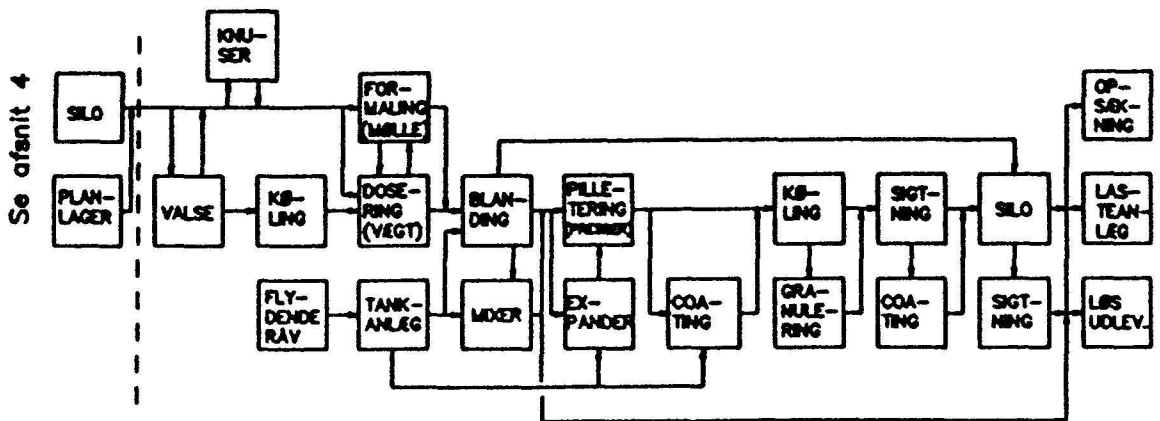 Se afsnit 4
SILO
PLAN-
LAGER
KNU-
SER
VALSE
KØ-
LING
FOR-
MALING
(MØLLE)
DOSE-
RING
(VÆGT)
FLY-
DENDE
RÅV
TANK-
ANLÆG
BLAN-
DING
MIXER
PILLE-
TERING
(PRESSER)
EX-
PANDER
COA-
TING
KØ-
LING
GRA-
NULE-
RING
SIGT-
NING
COA-
TING
SILO
SIGT-
NING
OP-
SÆK-
NING
LAS-
TEAN-
LÆG
LØS
UDLEV.